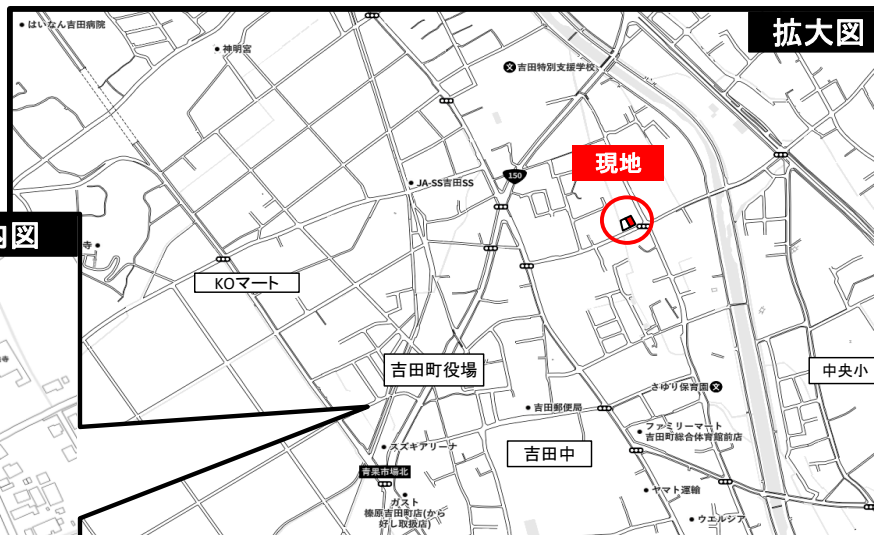 拡大図
はいなん吉田病院
神明宮
吉田特別支援学校
150
現地
JA-SS吉田SS
内図
寺
KOマート
吉田町役場
中央小
さゆり保育園
吉田郵便局
ファミリーマート
吉田町総合体育館前店
スズキアリーナ
吉田中
青果市場北
ヤマト運輸
ガスト
榛原吉田町店(から
好し取扱店)
ウエルシア